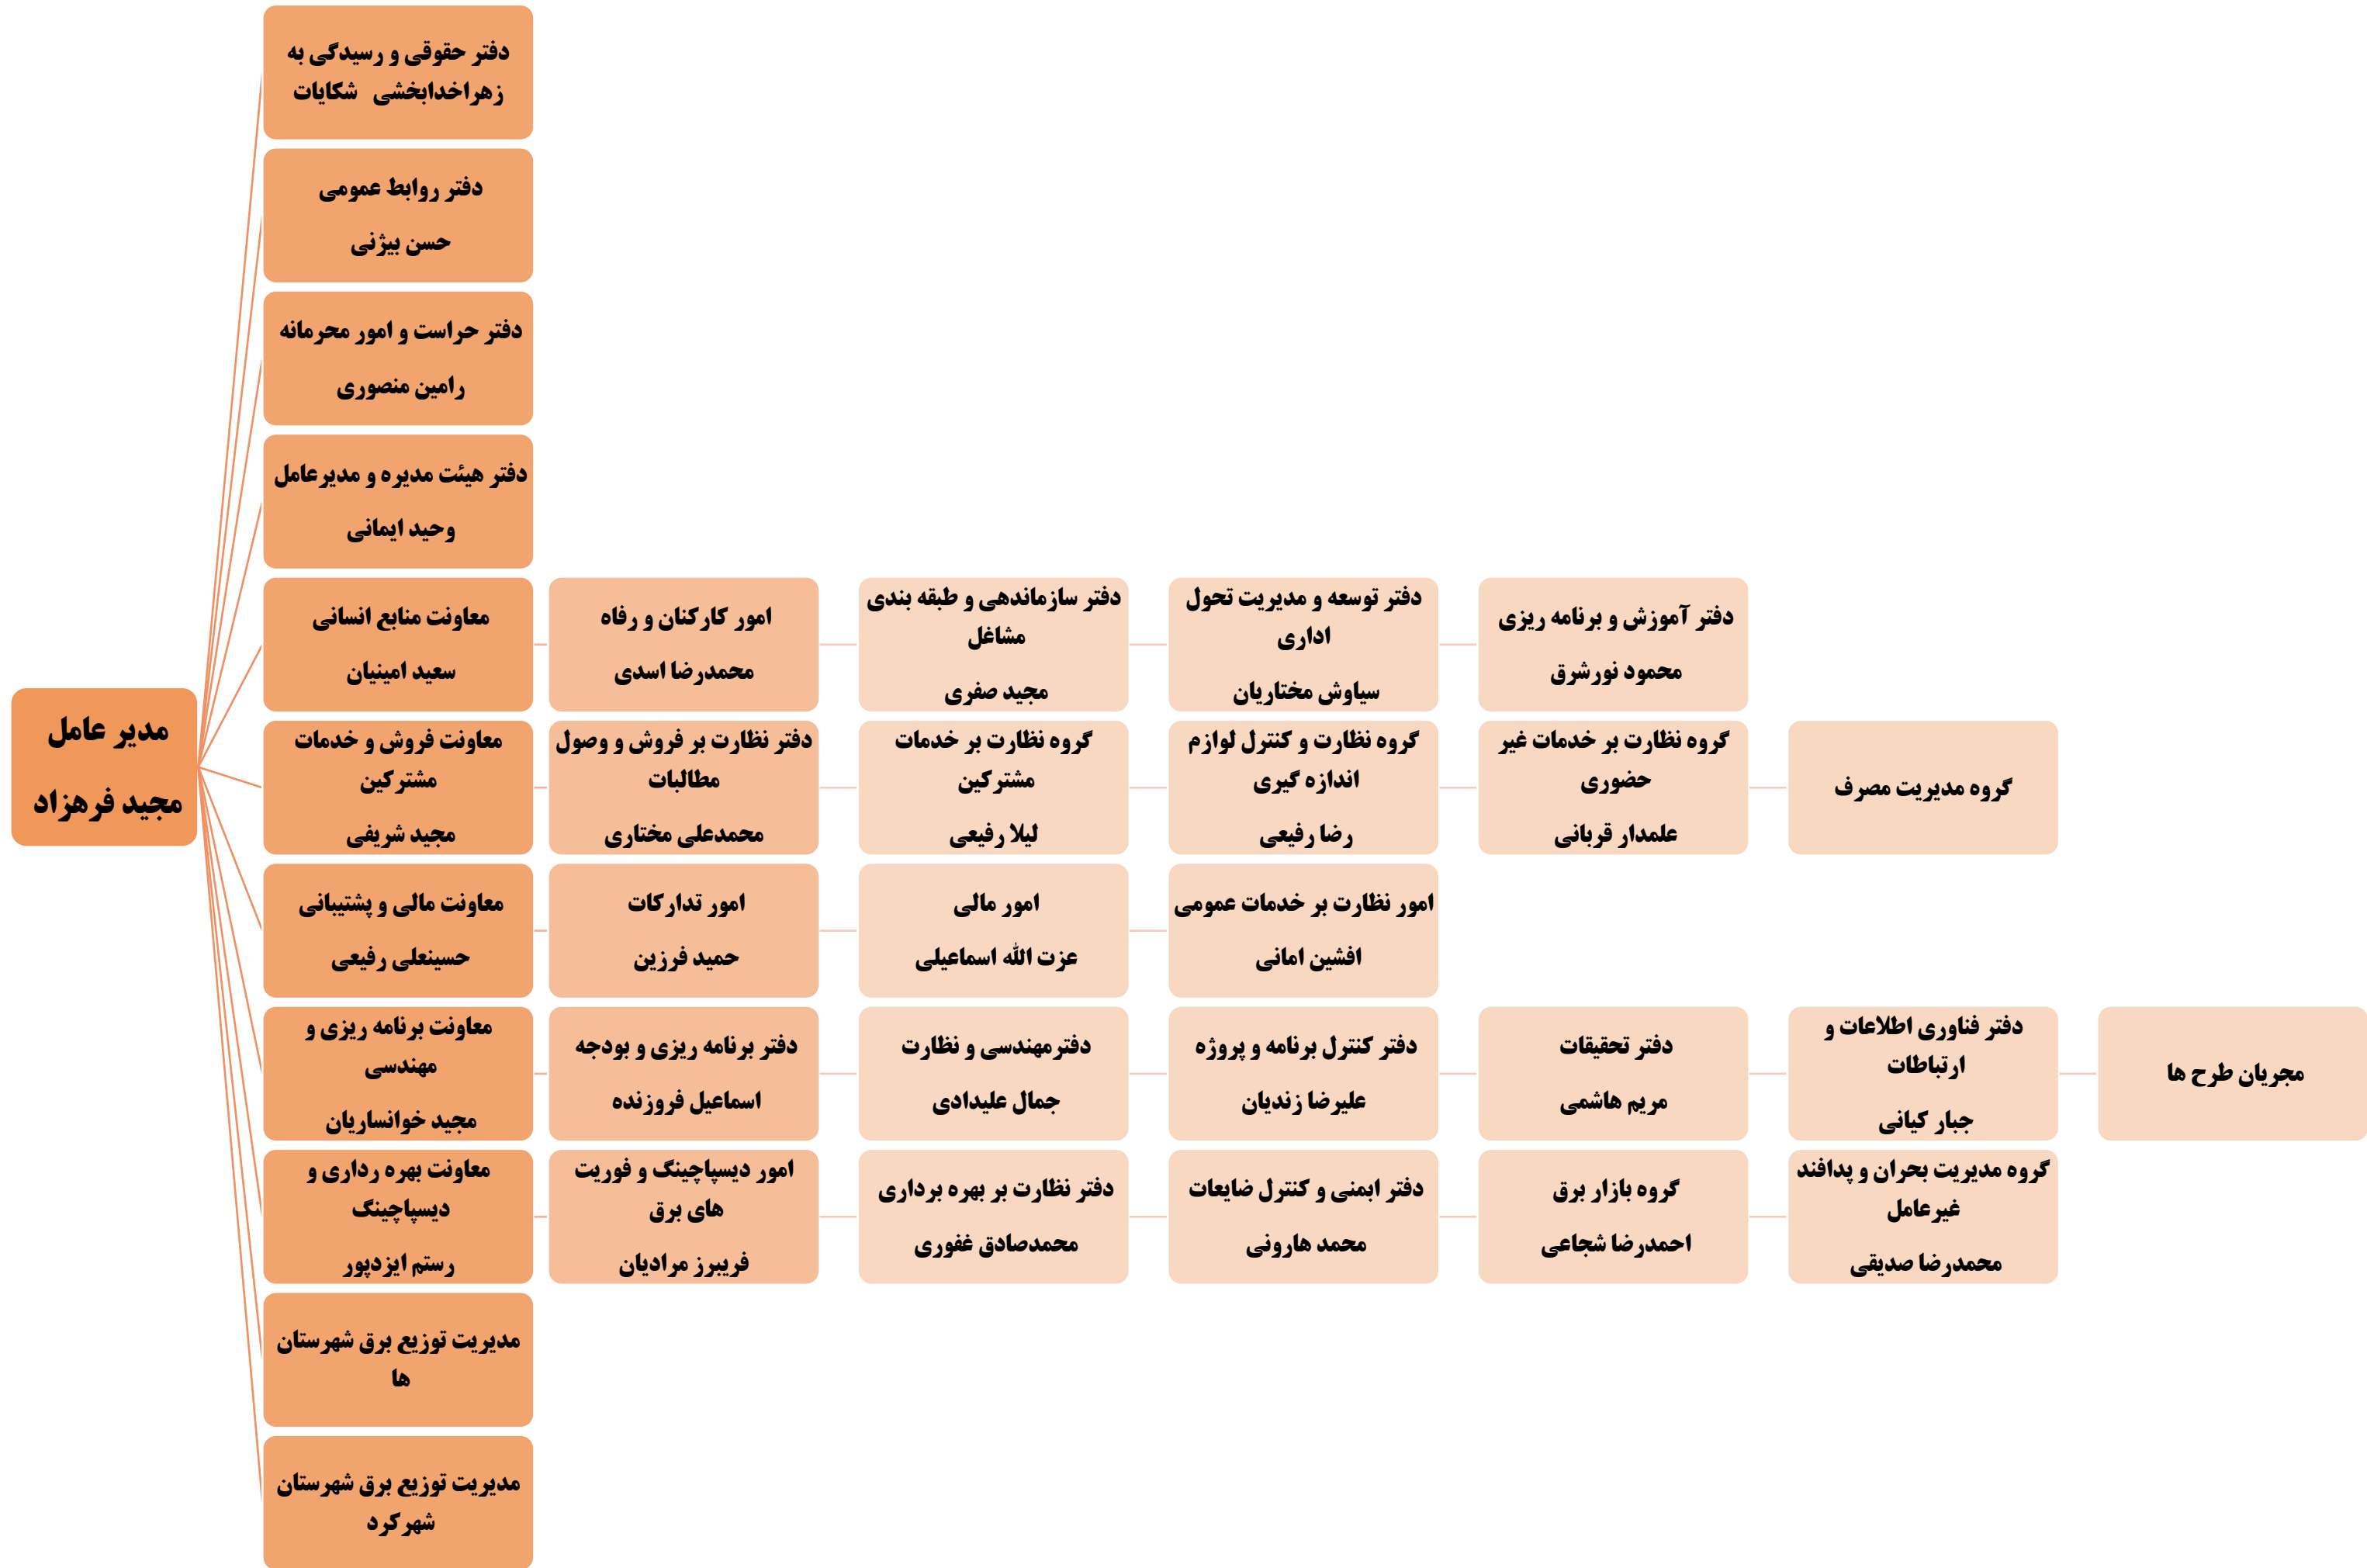 مدیر عامل
مجید فرهزاد
دفتر حقوقی و رسیدگی به
شکایات زهراخدابخشی
دفتر روابط عمومی
حسن بیژنی
دفتر حراست و امور محرمانه
رامین منصوری
دفتر هیئت مدیره و مدیرعامل
وحید ایمانی
معاونت منابع انسانی
سعید امینیان
امور کارکنان و رفاه
محمدرضا اسدی
دفتر سازماندهی و طبقه بندی
مشاغل
مجید صفری
دفتر توسعه و مدیریت تحول
اداری
سیاوش مختاریان
دفتر آموزش و برنامه ریزی
محمود نورشرق
معاونت فروش و خدمات
مشترکین
مجید شریفی
دفتر نظارت بر فروش و وصول
مطالبات
محمدعلی مختاری
گروه نظارت بر خدمات
مشترکین
لیلا رفیعی
گروه نظارت و کنترل لوازم
اندازه گیری
رضا رفیعی
گروه نظارت بر خدمات غیر
حضوری
علمدار قربانی
گروه مدیریت مصرف
معاونت مالی و پشتیبانی
حسینعلی رفیعی
امور تدارکات
حمید فرزین
امور مالی
عزت الله اسماعیلی
امور نظارت بر خدمات عمومی
افشین امانی
معاونت برنامه ریزی و
مهندسی
مجید خوانساریان
دفتر برنامه ریزی و بودجه
اسماعیل فروزنده
دفترمهندسی و نظارت
جمال علیدادی
دفتر کنترل برنامه و پروژه
علیرضا زندیان
دفتر تحقیقات
مریم هاشمی
دفتر فناوری اطلاعات و
ارتباطات
جبار کیانی
مجریان طرح ها
معاونت بهره رداری و
دیسپاچینگ
رستم ایزدپور
امور دیسپاچینگ و فوریت
های برق
فریبرز مرادیان
دفتر نظارت بر بهره برداری
محمدصادق غفوری
دفتر ایمنی و کنترل ضایعات
محمد هارونی
گروه بازار برق
احمدرضا شجاعی
گروه مدیریت بحران و پدافند
غیرعامل
محمدرضا صدیقی
مدیریت توزیع برق شهرستان
ها
مدیریت توزیع برق شهرستان
شهرکرد